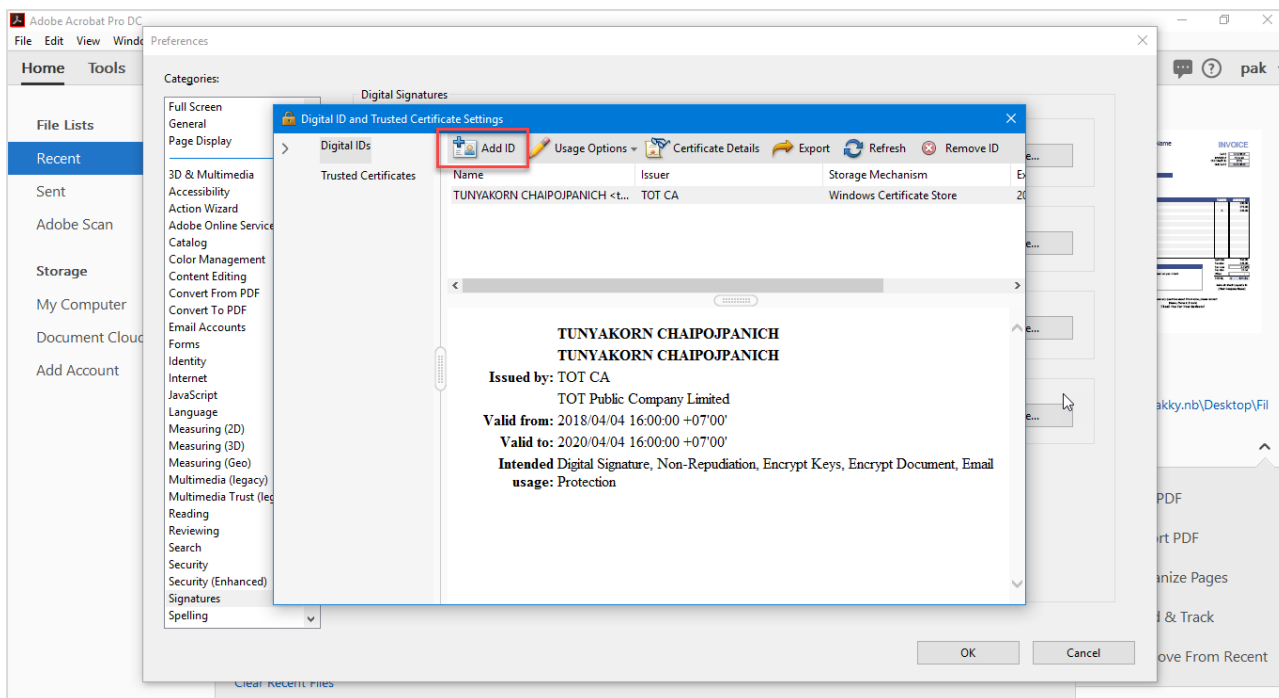 Adobe Acrobat Pro DC
File Edit View Windo
Preferences
Home Tools
pak
File Lists
Recent
Sent
Adobe Scan
Storage
My Computer
Document Cloud
Add Account
Categories:
Full Screen
General
Page Display
3D & Multimedia
Accessibility
Action Wizard
Adobe Online Service
Catalog
Color Management
Content Editing
Convert From PDF
Convert To PDF
Email Accounts
Forms
Identity
Internet
JavaScript
Language
Measuring (2D)
Measuring (3D)
Measuring (Geo)
Multimedia (legacy)
Multimedia Trust (leg
Reading
Reviewing
Search
Security
Security (Enhanced)
Signatures
Spelling
Digital Signatures
Digital ID and Trusted Certificate Settings
Digital IDs
Trusted Certificates
Add ID Usage Options Certificate Details Export Refresh Remove ID
Name Issuer Storage Mechanism Ex
TUNYAKORN CHAIPOJPANICH <t... TOT CA Windows Certificate Store 20
TUNYAKORN CHAIPOJPANICH
TUNYAKORN CHAIPOJPANICH
Issued by: TOT CA
TOT Public Company Limited
Valid from: 2018/04/04 16:00:00 +07'00'
Valid to: 2020/04/04 16:00:00 +07'00'
Intended Digital Signature, Non-Repudiation, Encrypt Keys, Encrypt Document, Email
usage: Protection
e...
e...
e...
e...
OK Cancel
INVOICE
akky.nb\Desktop\Fil
PDF
rt PDF
anize Pages
d & Track
ove From Recent
Clear Recent Files